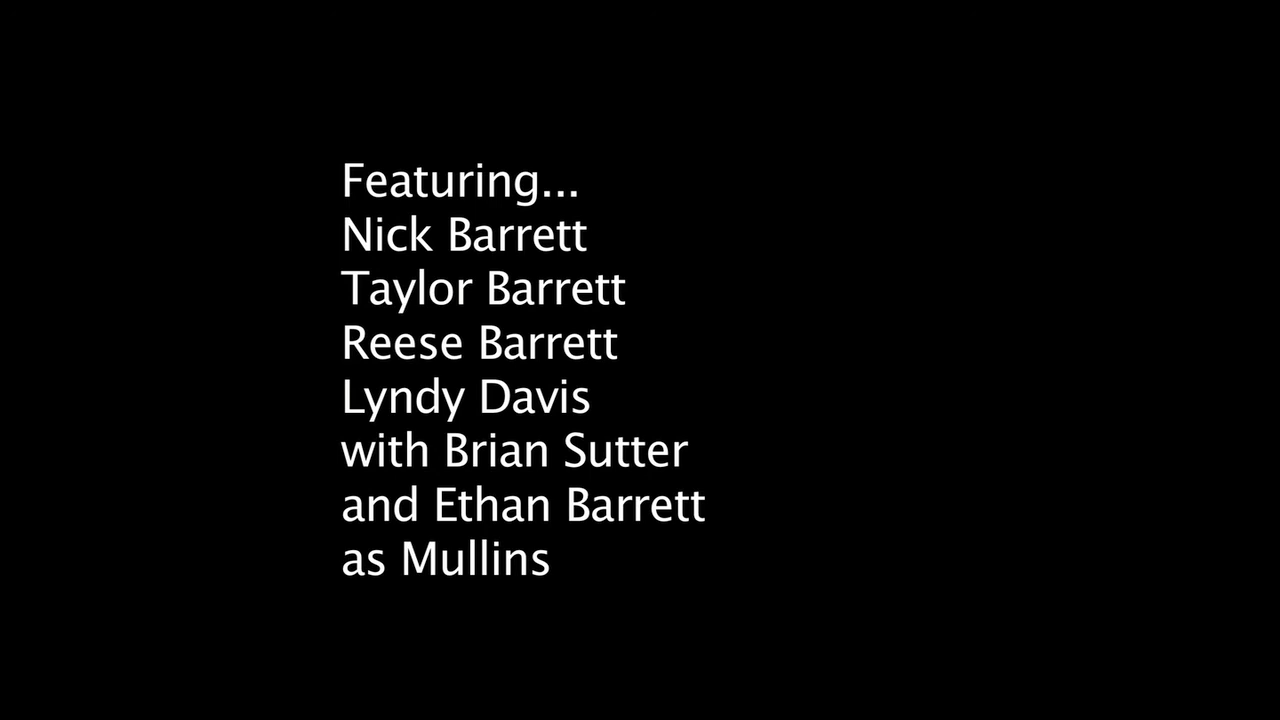 Featuring...
Nick Barrett
Taylor Barrett
Reese Barrett
Lyndy Davis
with Brian Sutter
and Ethan Barrett
as Mullins